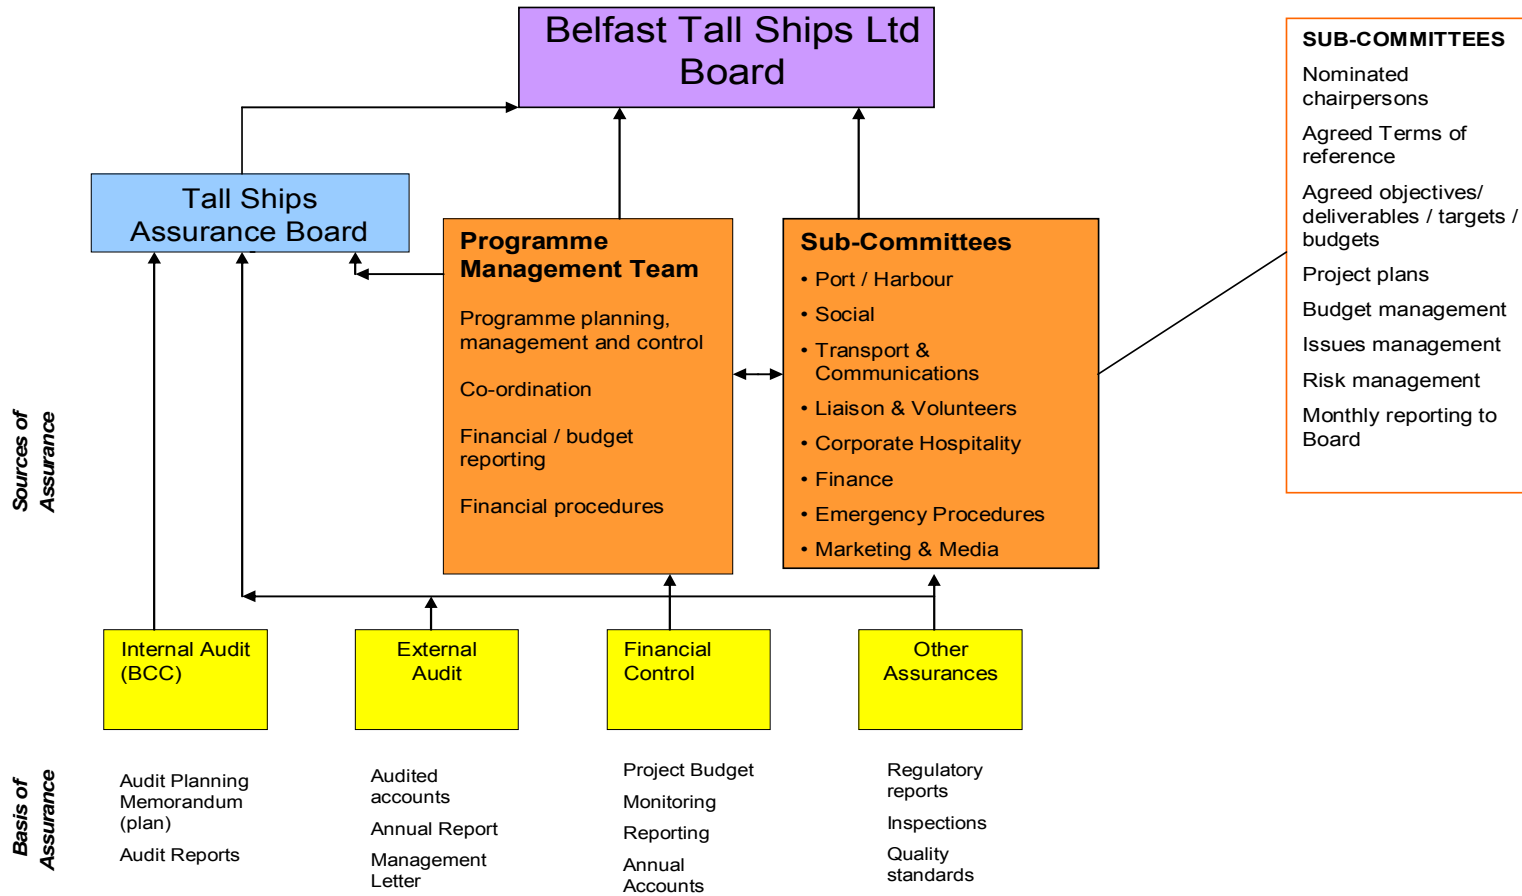 Belfast Tall Ships Ltd
Board
SUB-COMMITTEES
Nominated
chairpersons
Agreed Terms of
reference
Agreed objectives/
deliverables / targets /
budgets
Project plans
Budget management
Issues management
Risk management
Monthly reporting to
Board
Tall Ships
Assurance Board
Programme
Management Team
Programme planning,
management and control
Co-ordination
Financial / budget
reporting
Financial procedures
Sub-Committees
• Port / Harbour
• Social
• Transport &
Communications
• Liaison & Volunteers
• Corporate Hospitality
• Finance
• Emergency Procedures
• Marketing & Media
Sources of
Assurance
Internal Audit
(BCC)
External
Audit
Financial
Control
Other
Assurances
Basis of
Assurance
Audit Planning
Memorandum
(plan)
Audit Reports
Audited
accounts
Annual Report
Management
Letter
Project Budget
Monitoring
Reporting
Annual
Accounts
Regulatory
reports
Inspections
Quality
standards